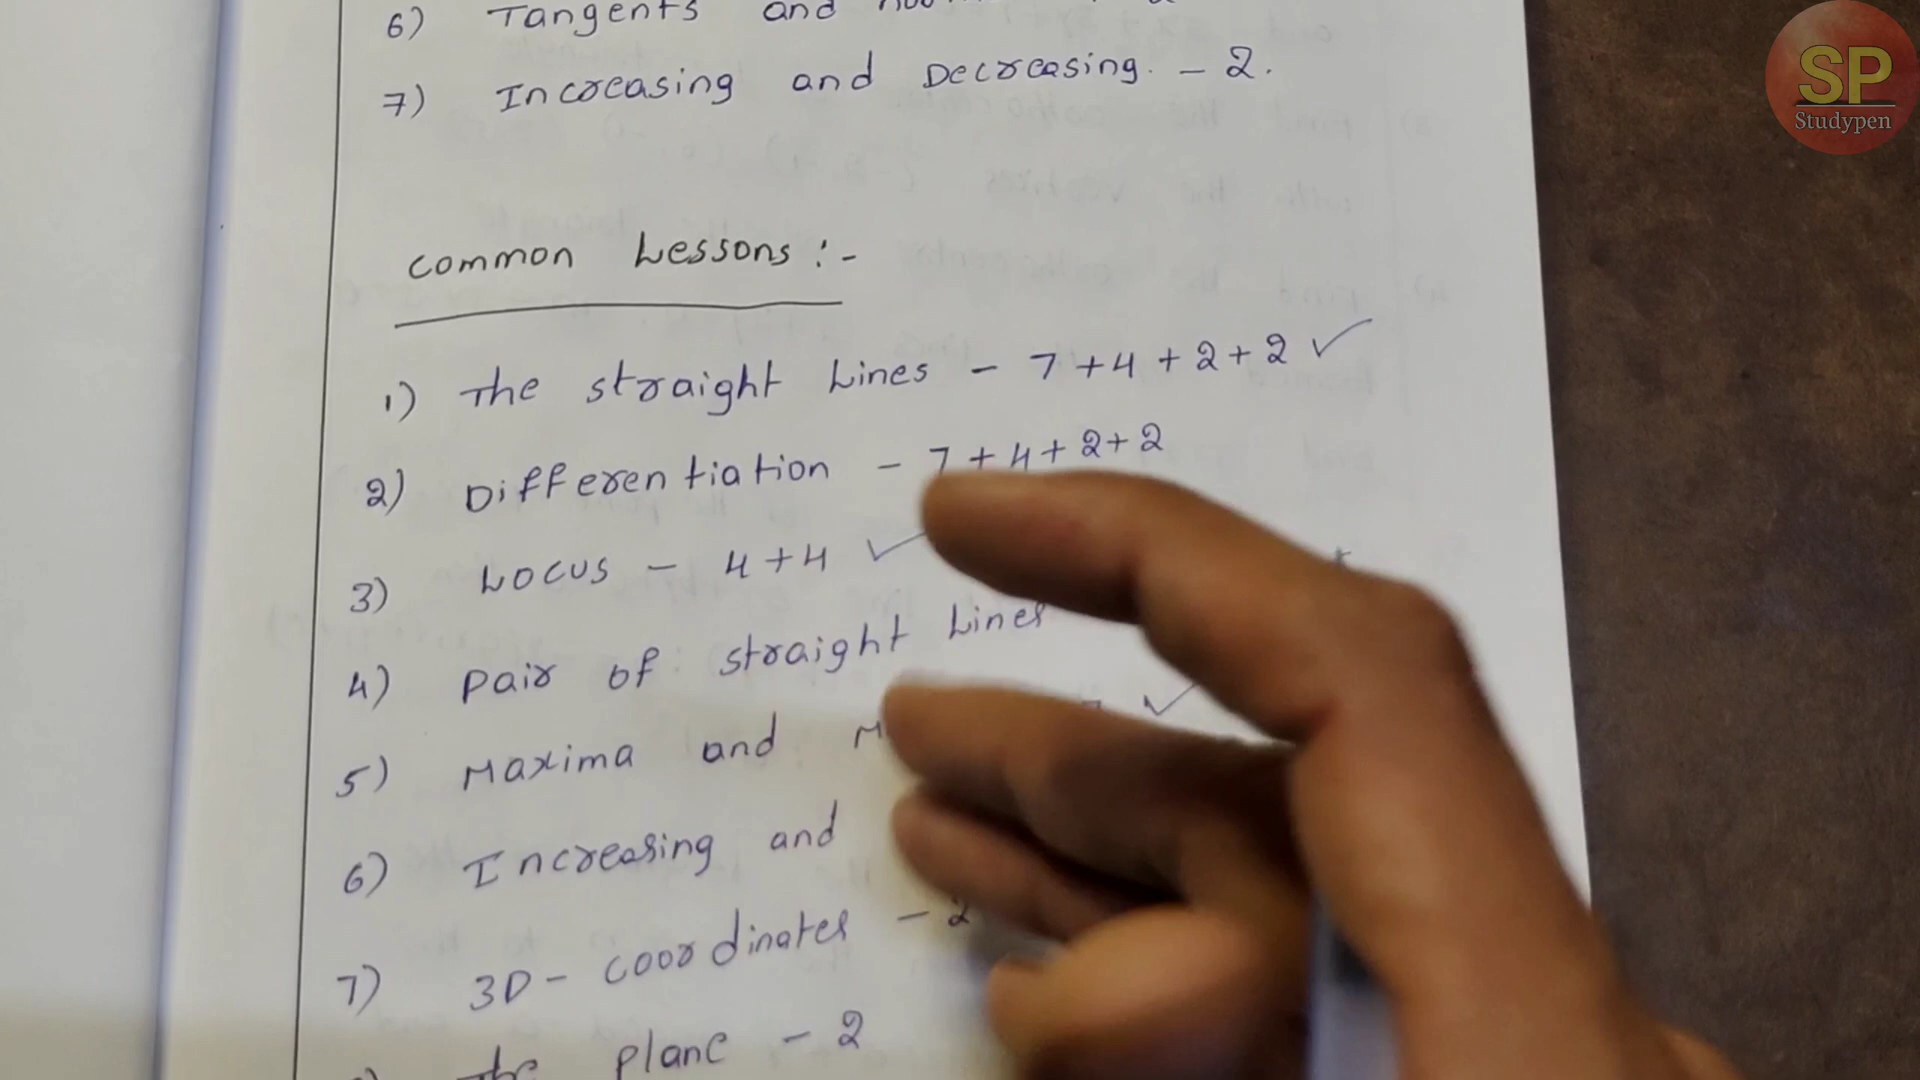 6) Tangents and
7) Increasing and Decreasing. - 2.
SP
Studypen
Common Lessons :-
1) The straight Lines - 7+4+2+2 ✓
2) Differentiation - 7+4+2+2
3) Locus - 4+4 ✓
4) Pair of straight Lines
5) Maxima and ✓
6) Increasing and
7) 3D - coordinates - 2
The plane - 2